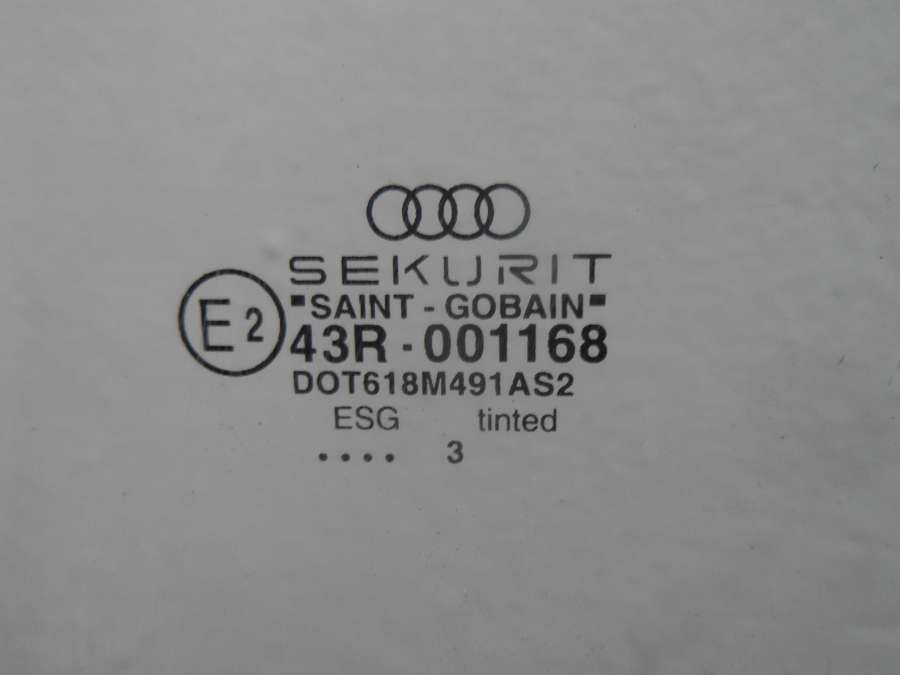 SEKURIT
"SAINT - GOBAIN"
E2
43R - 001168
DOT618M491AS2
ESG tinted
.... 3